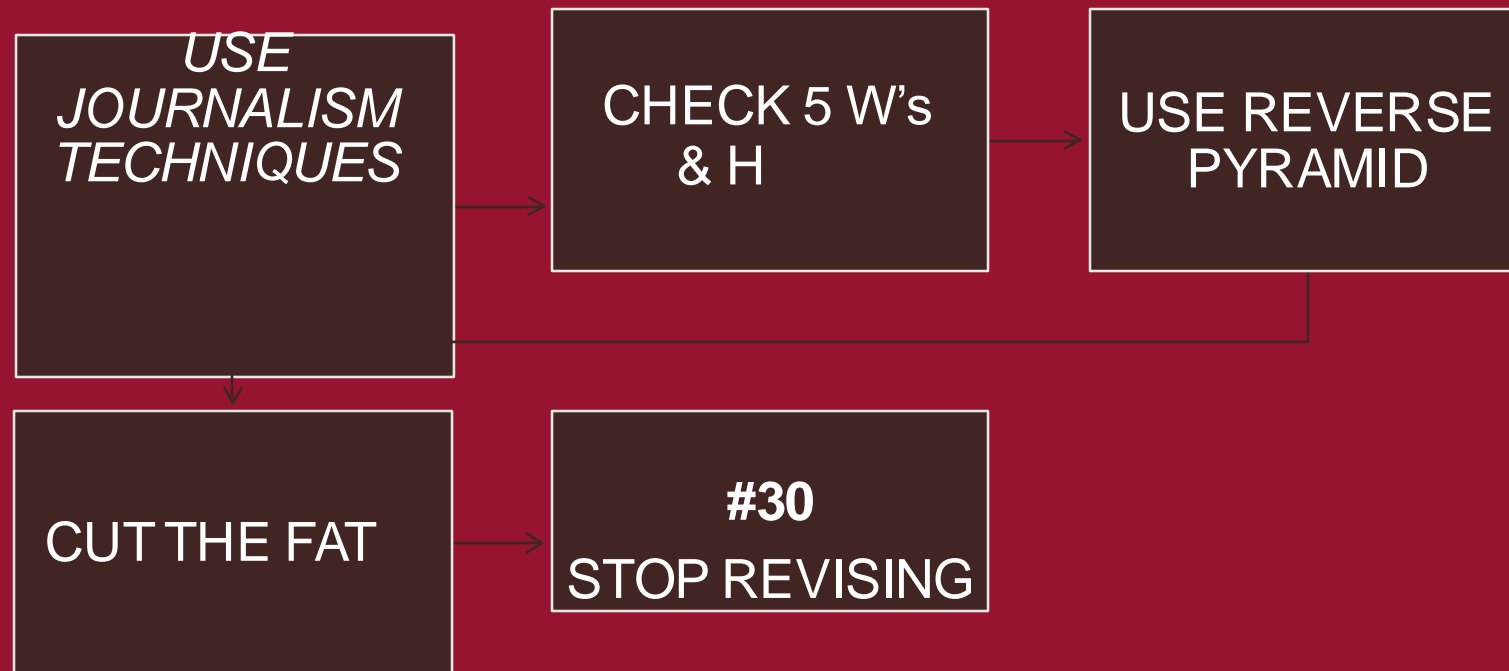 USE
JOURNALISM
TECHNIQUES
CHECK 5 W’s
& H
USE REVERSE
PYRAMID
CUT THE FAT
#30
STOP REVISING